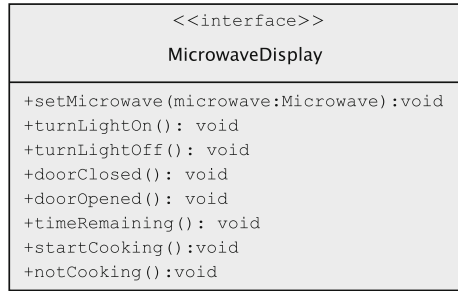 <<interface>>
MicrowaveDisplay
+setMicrowave(microwave:Microwave):void
+turnLightOn(): void
+turnLightOff(): void
+doorClosed(): void
+doorOpened(): void
+timeRemaining(): void
+startCooking():void
+notCooking():void